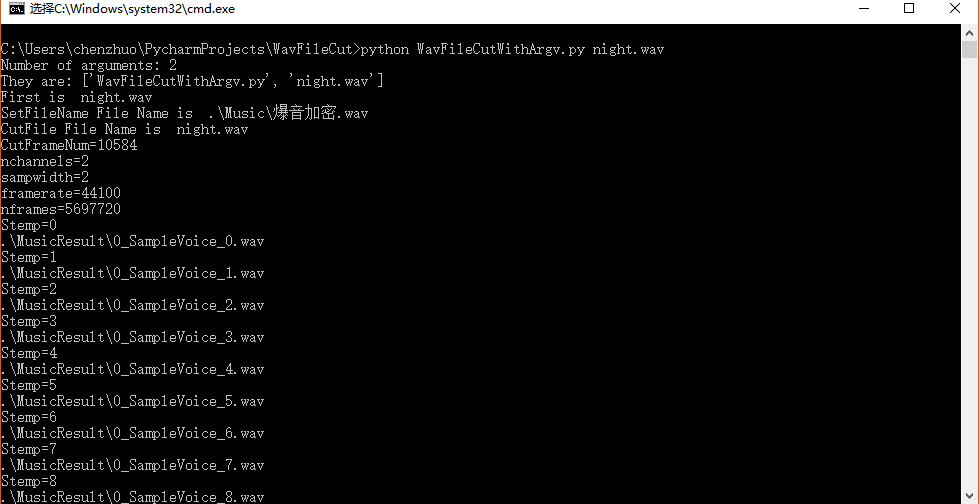 选择C:\Windows\system32\cmd.exe
C:\Users\chenzhuo\PycharmProjects\WavFileCut>python WavFileCutWithArgv.py night.wav
Number of arguments: 2
They are: ['WavFileCutWithArgv.py', 'night.wav']
First is  night.wav
SetFileName File Name is  .\Music\爆音加密.wav
CutFile File Name is  night.wav
CutFrameNum=10584
nchannels=2
sampwidth=2
framerate=44100
nframes=5697720
Stemp=0
.\MusicResult\0_SampleVoice_0.wav
Stemp=1
.\MusicResult\0_SampleVoice_1.wav
Stemp=2
.\MusicResult\0_SampleVoice_2.wav
Stemp=3
.\MusicResult\0_SampleVoice_3.wav
Stemp=4
.\MusicResult\0_SampleVoice_4.wav
Stemp=5
.\MusicResult\0_SampleVoice_5.wav
Stemp=6
.\MusicResult\0_SampleVoice_6.wav
Stemp=7
.\MusicResult\0_SampleVoice_7.wav
Stemp=8
.\MusicResult\0_SampleVoice_8.wav